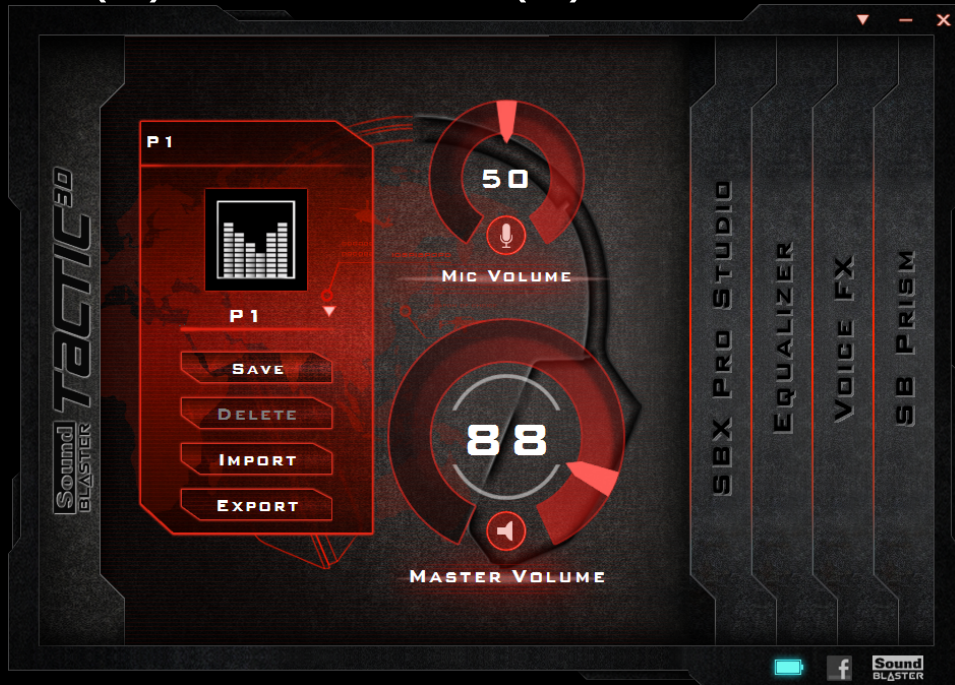 P1
P1
SAVE
DELETE
IMPORT
EXPORT
50
MIC VOLUME
88
MASTER VOLUME
Sound BLASTER TACTIC3D
SBX PRO STUDIO
EQUALIZER
VOICE FX
SB PRISM
f
Sound
BLASTER